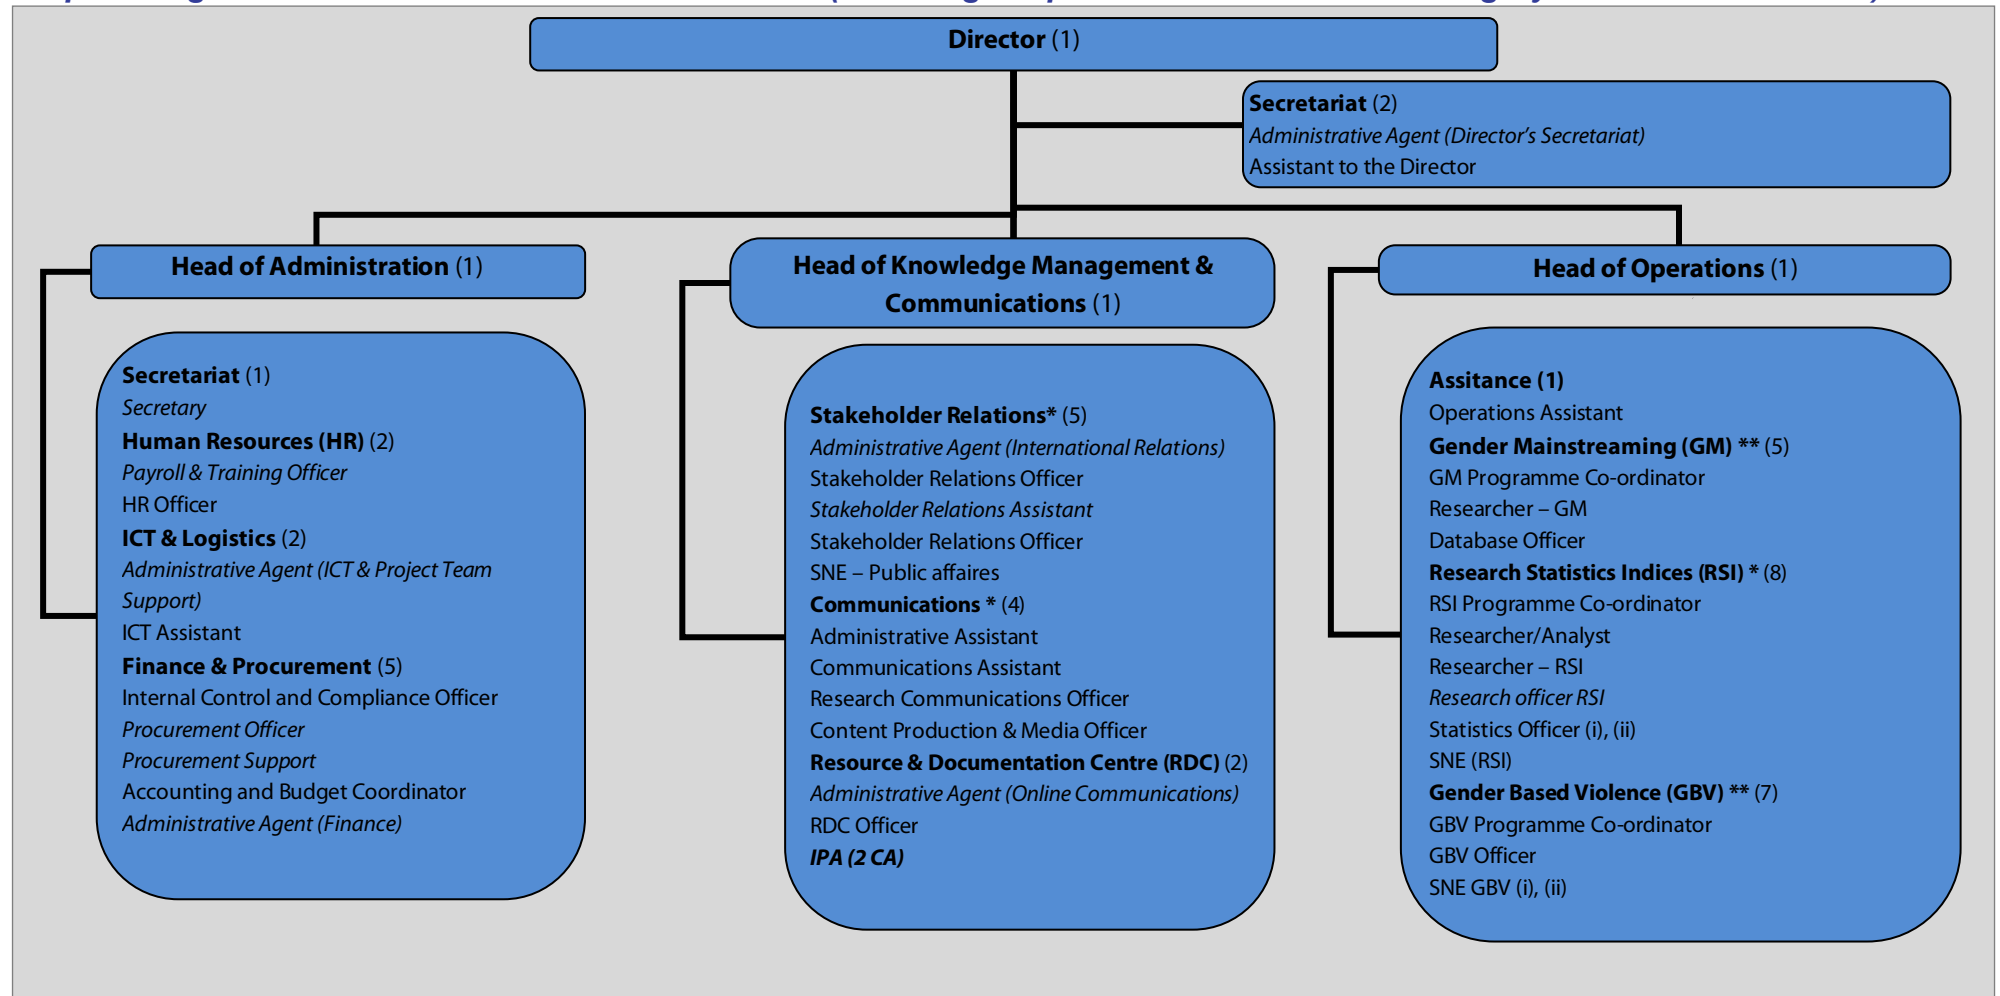 Director (1)
Secretariat (2)
Administrative Agent (Director’s Secretariat)
Assistant to the Director
Head of Administration (1)
Secretariat (1)
Secretary
Human Resources (HR) (2)
Payroll & Training Officer
HR Officer
ICT & Logistics (2)
Administrative Agent (ICT & Project Team
Support)
ICT Assistant
Finance & Procurement (5)
Internal Control and Compliance Officer
Procurement Officer
Procurement Support
Accounting and Budget Coordinator
Administrative Agent (Finance)
Head of Knowledge Management &
Communications (1)
Stakeholder Relations* (5)
Administrative Agent (International Relations)
Stakeholder Relations Officer
Stakeholder Relations Assistant
Stakeholder Relations Officer
SNE – Public affaires
Communications * (4)
Administrative Assistant
Communications Assistant
Research Communications Officer
Content Production & Media Officer
Resource & Documentation Centre (RDC) (2)
Administrative Agent (Online Communications)
RDC Officer
IPA (2 CA)
Head of Operations (1)
Assitance (1)
Operations Assistant
Gender Mainstreaming (GM) ** (5)
GM Programme Co-ordinator
Researcher – GM
Database Officer
Research Statistics Indices (RSI) * (8)
RSI Programme Co-ordinator
Researcher/Analyst
Researcher – RSI
Research officer RSI
Statistics Officer (i), (ii)
SNE (RSI)
Gender Based Violence (GBV) ** (7)
GBV Programme Co-ordinator
GBV Officer
SNE GBV (i), (ii)